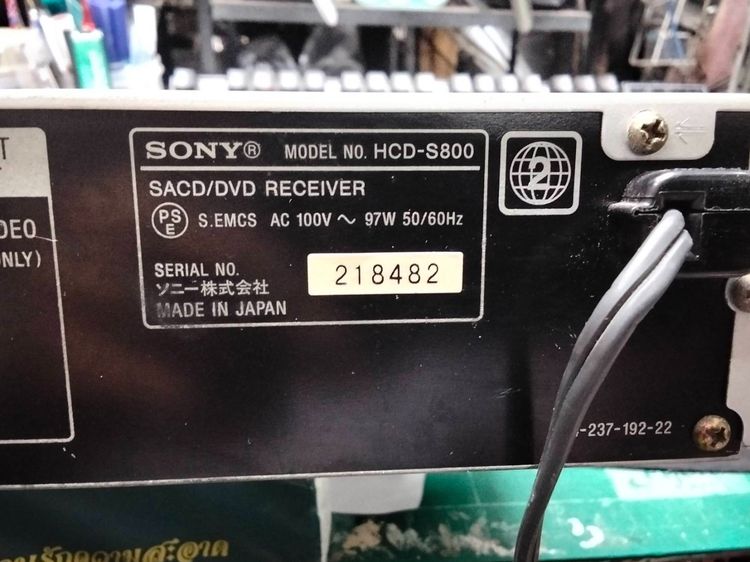 SONY® MODEL NO. HCD-S800
SACD/DVD RECEIVER
PS
E
S.EMCS AC 100V ～ 97W 50/60Hz
SERIAL NO. 218482
ソニー株式会社
MADE IN JAPAN
2
ONLY)
-237-192-22